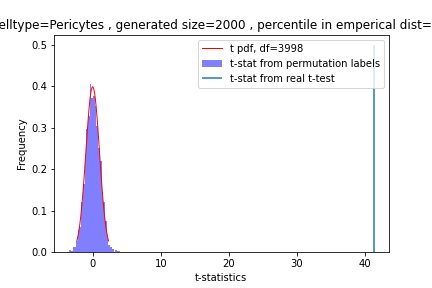 elltype=Pericytes , generated size=2000 , percentile in emperical dist=
0.5
0.4
0.3
0.2
0.1
0.0
Frequency
t pdf, df=3998
t-stat from permutation labels
t-stat from real t-test
0 10 20 30 40
t-statistics